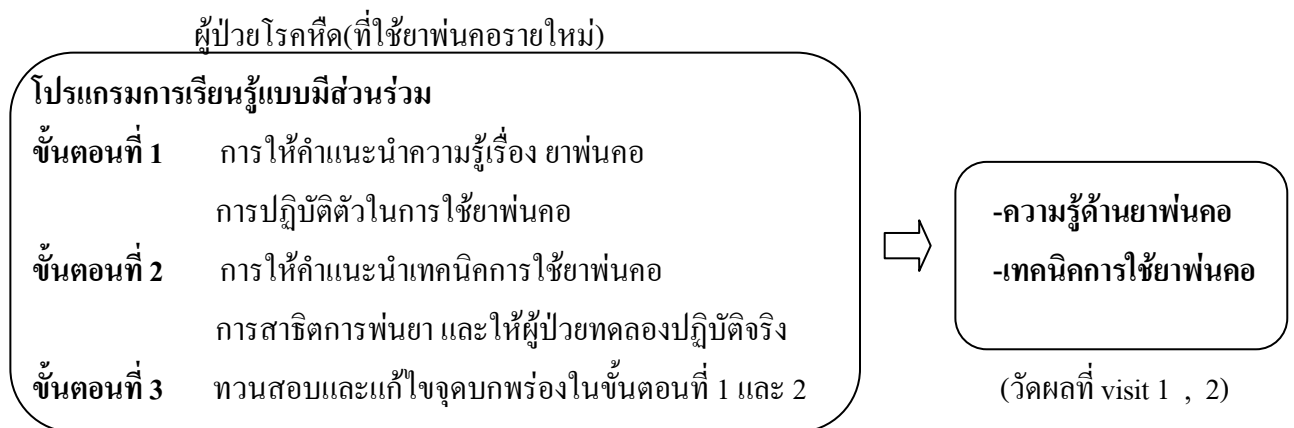 ผู้ป่วยโรคหืด(ที่ใช้ยาพ่นคอรายใหม่)
โปรแกรมการเรียนรู้แบบมีส่วนร่วม
ขั้นตอนที่ 1 การให้คำแนะนำความรู้เรื่อง ยาพ่นคอ
การปฏิบัติตัวในการใช้ยาพ่นคอ
ขั้นตอนที่ 2 การให้คำแนะนำเทคนิคการใช้ยาพ่นคอ
การสาธิตการพ่นยา และให้ผู้ป่วยทดลองปฏิบัติจริง
ขั้นตอนที่ 3 ทวนสอบและแก้ไขจุดบกพร่องในขั้นตอนที่ 1 และ 2
-ความรู้ด้านยาพ่นคอ
-เทคนิคการใช้ยาพ่นคอ
(วัดผลที่ visit 1 , 2)